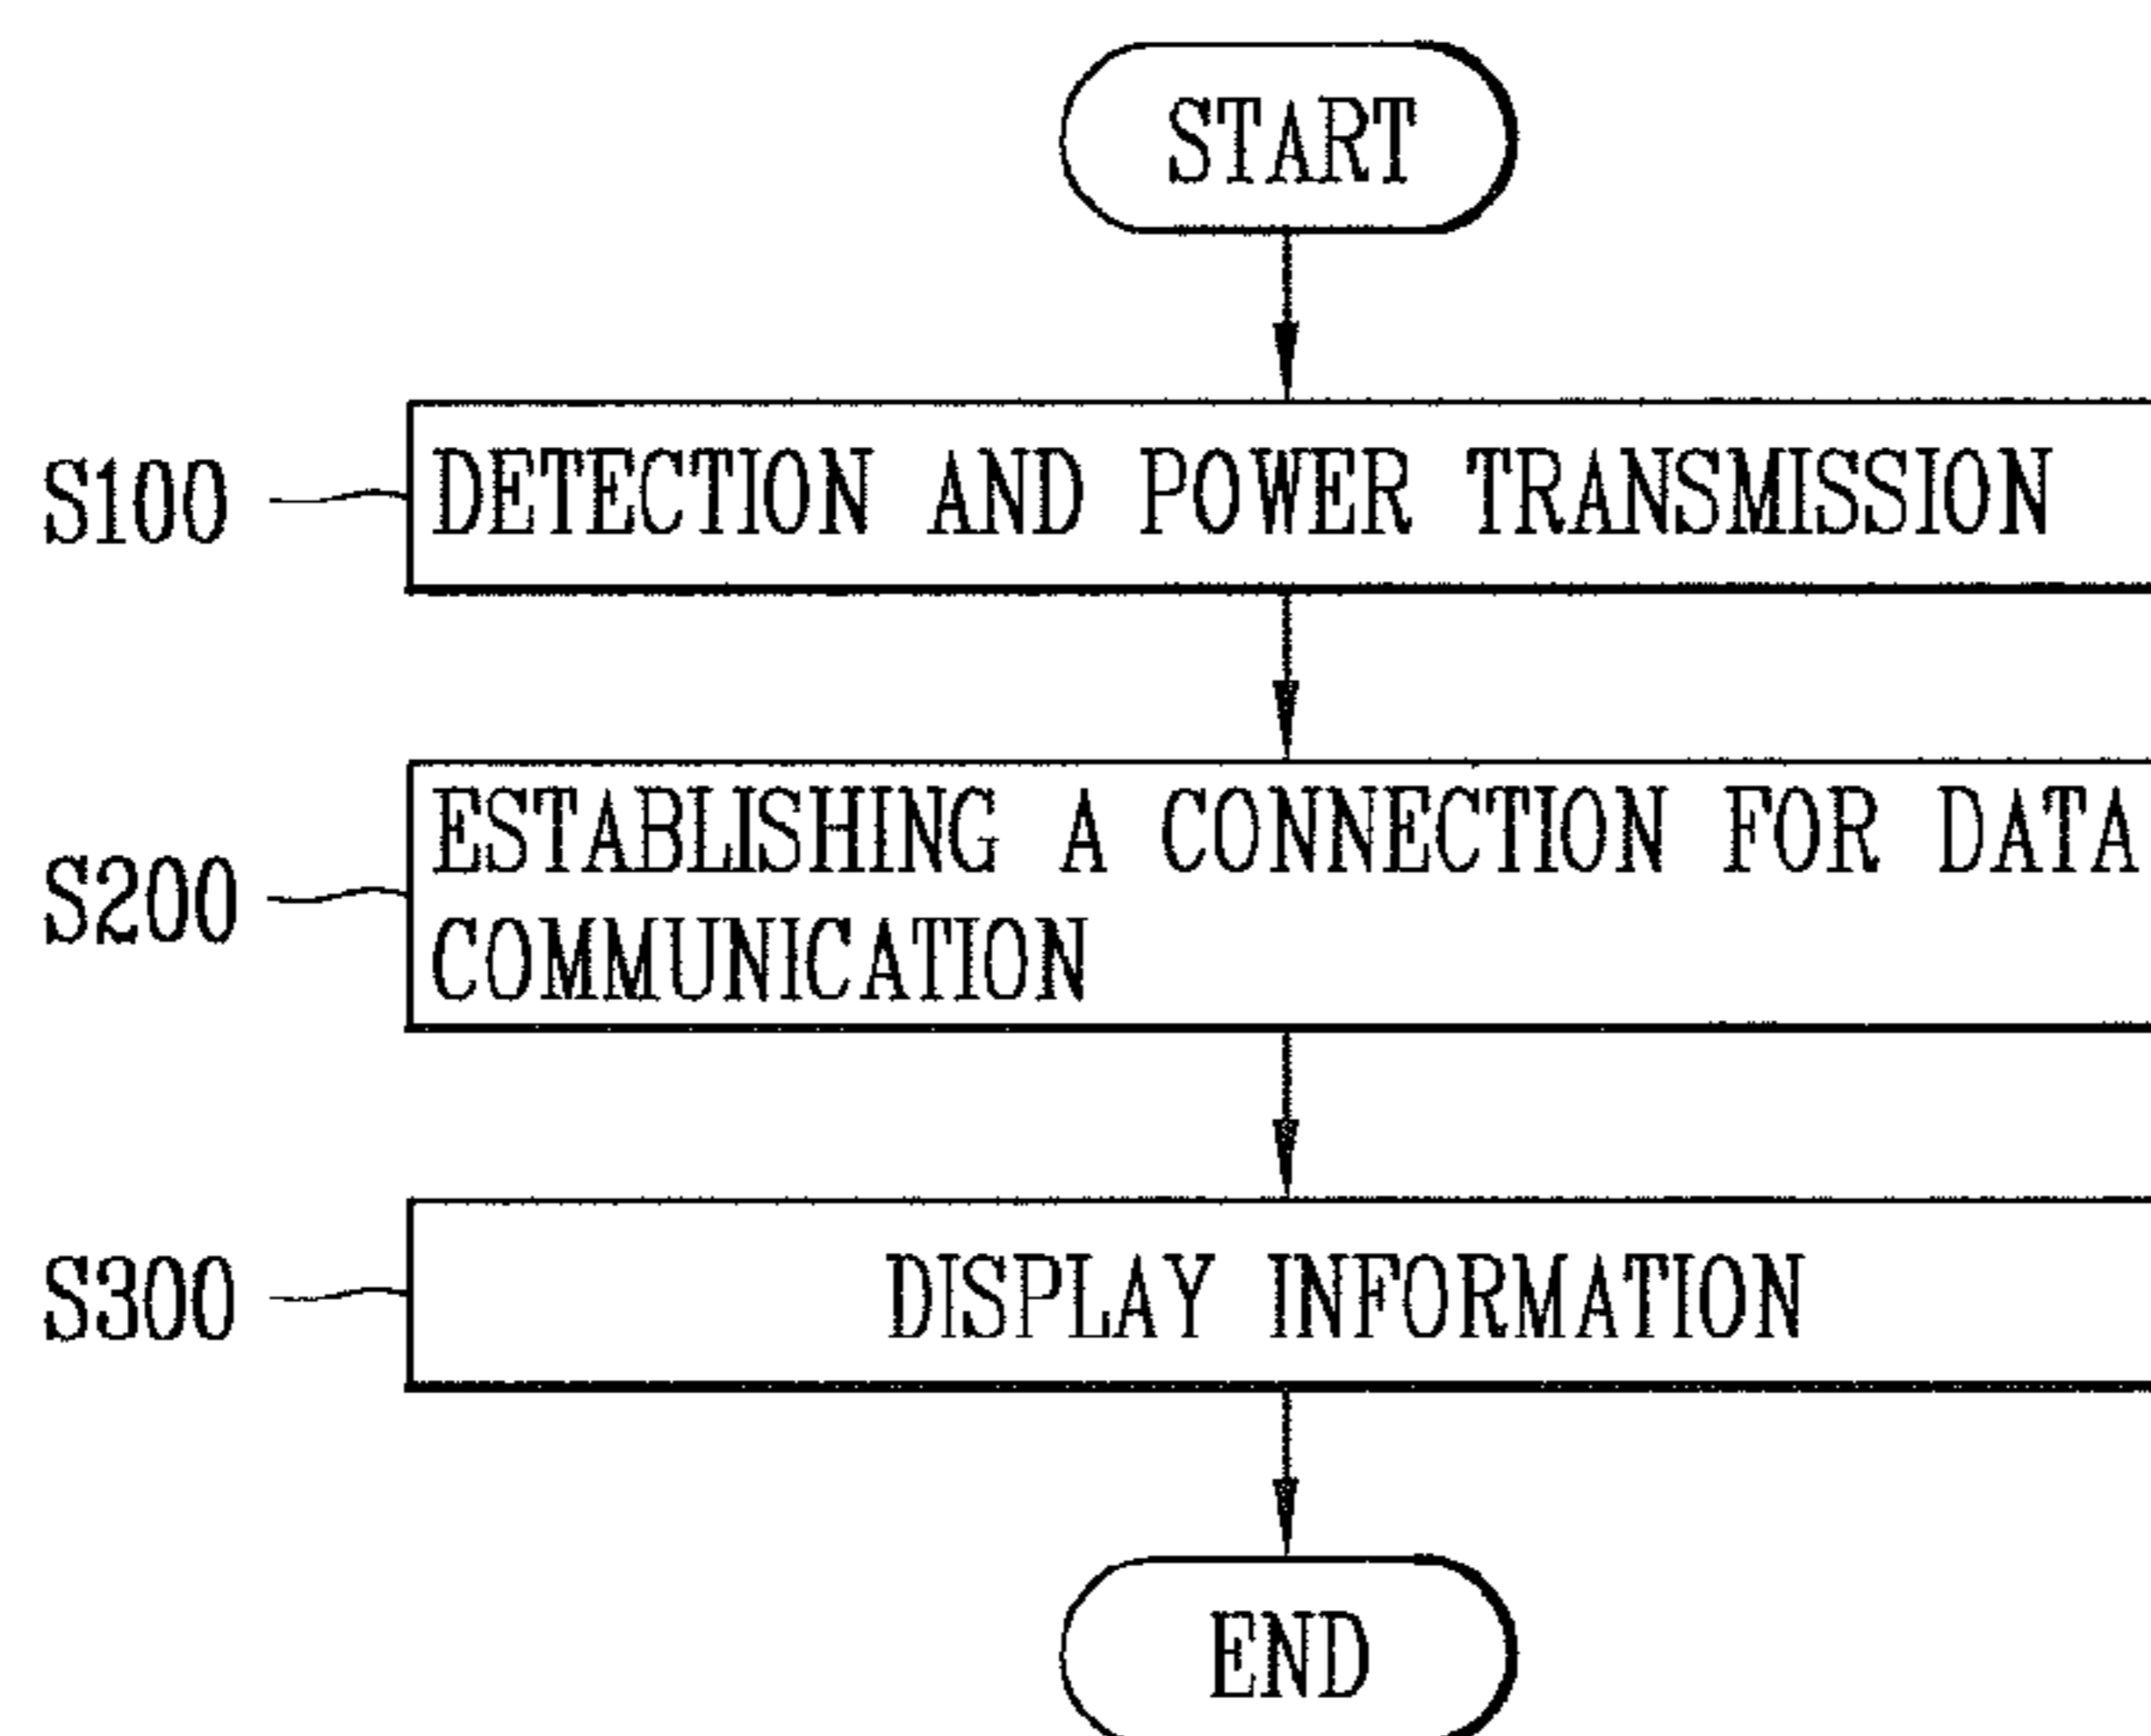 START
S100
DETECTION AND POWER TRANSMISSION
S200
ESTABLISHING A CONNECTION FOR DATA
COMMUNICATION
S300
DISPLAY INFORMATION
END